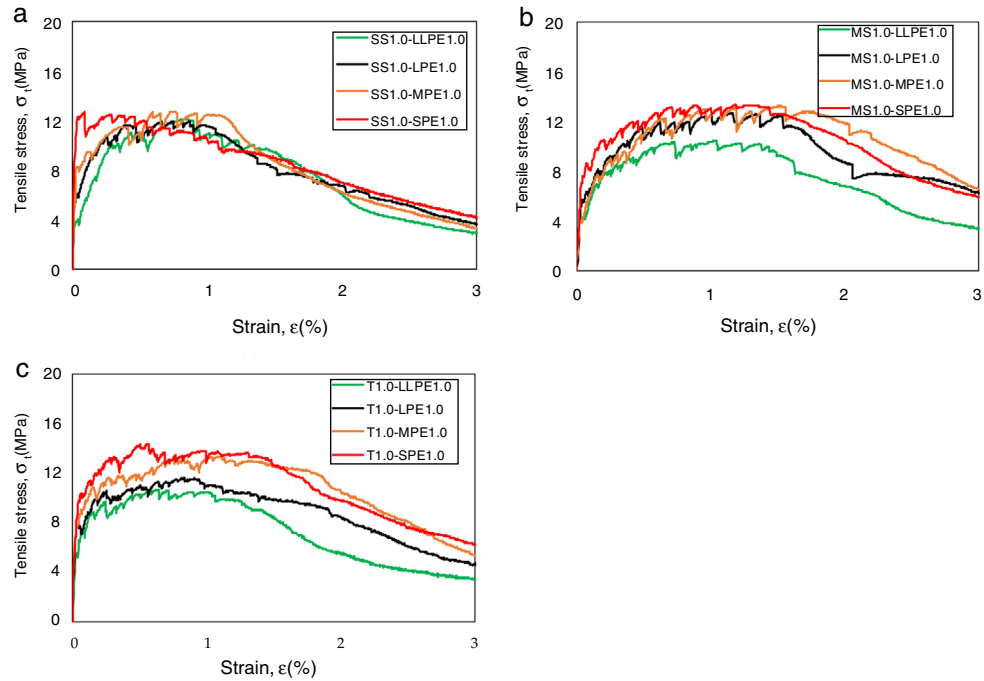 a
Tensile stress, σt(MPa)
20
16
12
8
4
0
SS1.0-LLPE1.0
SS1.0-LPE1.0
SS1.0-MPE1.0
SS1.0-SPE1.0
0 1 2 3
Strain, ε(%)
b
Tensile stress, σt(MPa)
20
16
12
8
4
0
MS1.0-LLPE1.0
MS1.0-LPE1.0
MS1.0-MPE1.0
MS1.0-SPE1.0
0 1 2 3
Strain, ε(%)
c
Tensile stress, σt(MPa)
20
16
12
8
4
0
T1.0-LLPE1.0
T1.0-LPE1.0
T1.0-MPE1.0
T1.0-SPE1.0
0 1 2 3
Strain, ε(%)